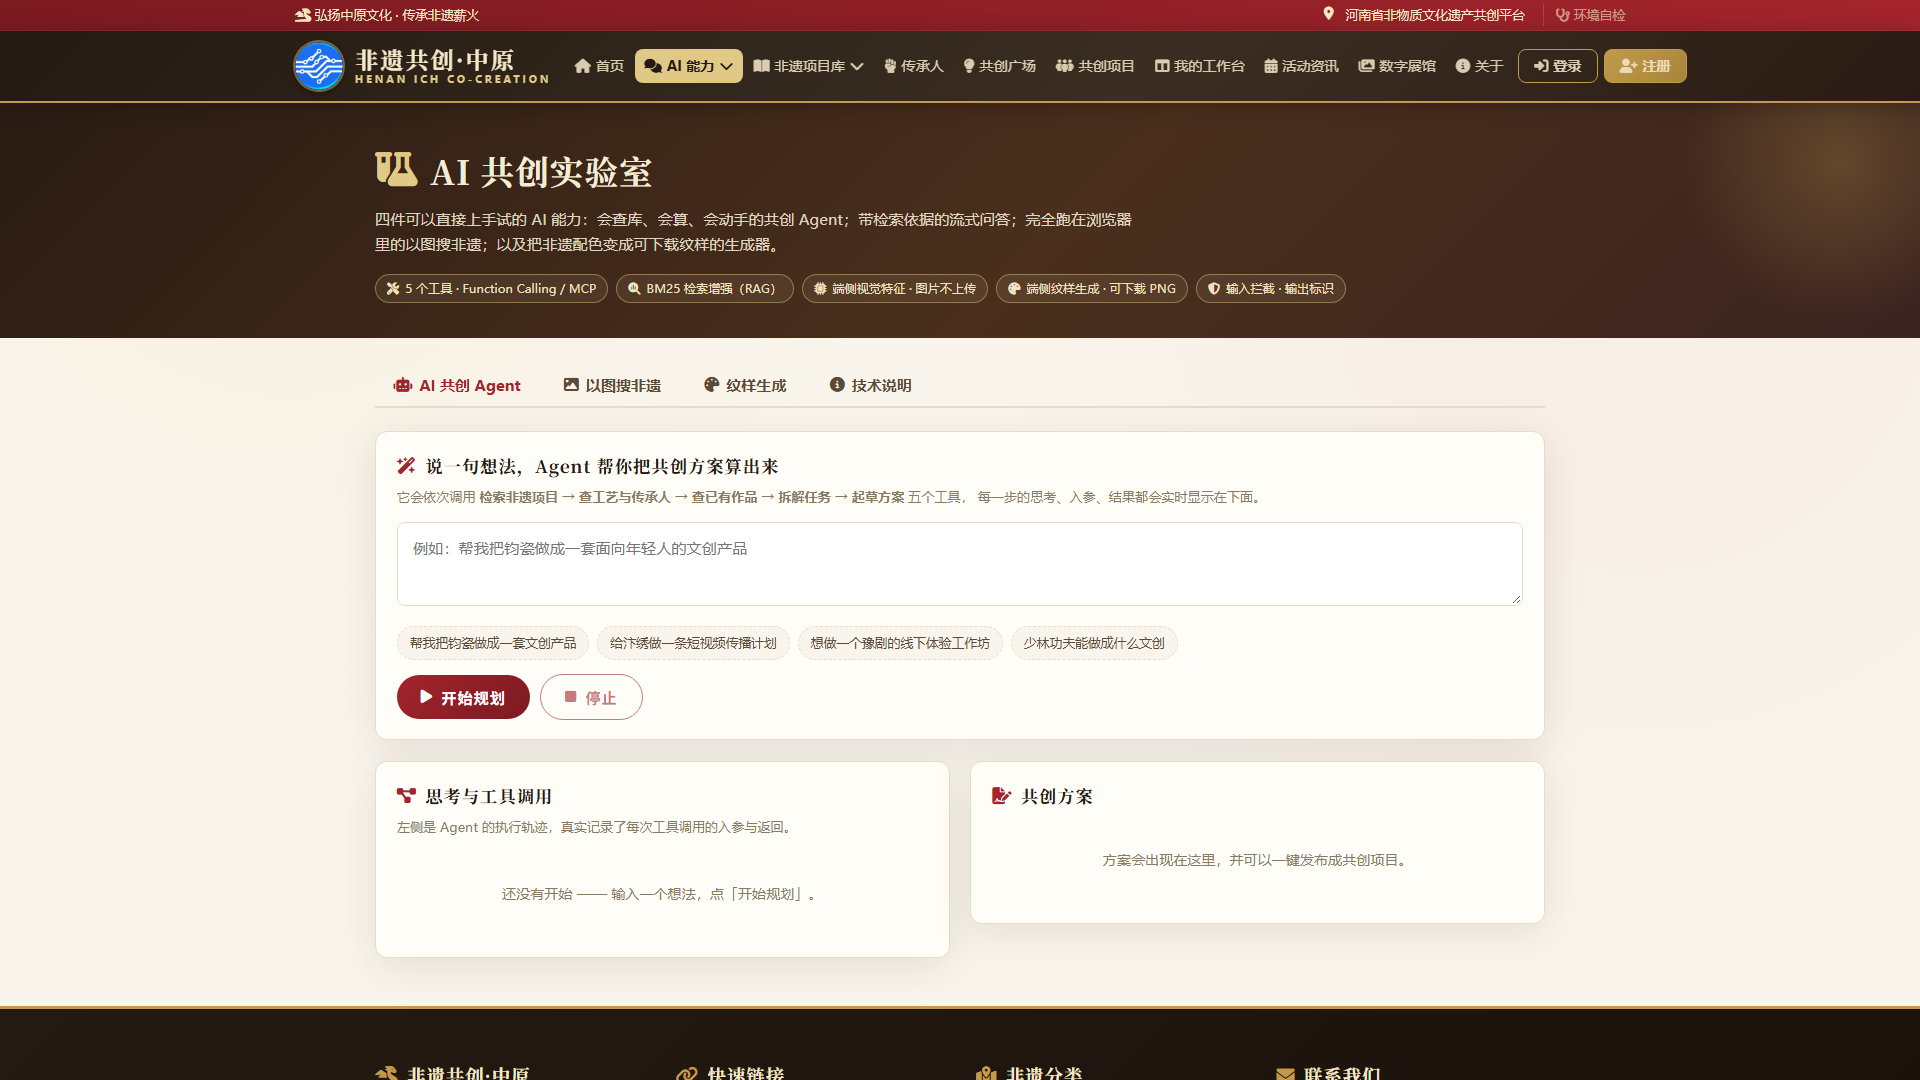 弘扬中原文化 · 传承非遗薪火
河南省非物质文化遗产共创平台
环境自检
非遗共创·中原
HENAN ICH CO-CREATION
首页
AI 能力
非遗项目库
传承人
共创广场
共创项目
我的工作台
活动资讯
数字展馆
关于
登录
注册
AI 共创实验室
四件可以直接上手试的 AI 能力：会查库、会算、会动手的共创 Agent；带检索依据的流式问答；完全跑在浏览器
里的以图搜非遗；以及把非遗配色变成可下载纹样的生成器。
5 个工具 · Function Calling / MCP
BM25 检索增强（RAG）
端侧视觉特征 · 图片不上传
端侧纹样生成 · 可下载 PNG
输入拦截 · 输出标识
AI 共创 Agent
以图搜非遗
纹样生成
技术说明
说一句想法，Agent 帮你把共创方案算出来
它会依次调用 检索非遗项目 → 查工艺与传承人 → 查已有作品 → 拆解任务 → 起草方案 五个工具， 每一步的思考、入参、结果都会实时显示在下面。
例如：帮我把钧瓷做成一套面向年轻人的文创产品
帮我把钧瓷做成一套文创产品
给汴绣做一条短视频传播计划
想做一个豫剧的线下体验工作坊
少林功夫能做成什么文创
开始规划
停止
思考与工具调用
左侧是 Agent 的执行轨迹，真实记录了每次工具调用的入参与返回。
还没有开始 —— 输入一个想法，点「开始规划」。
共创方案
方案会出现在这里，并可以一键发布成共创项目。
非遗共创·中原
快速链接
非遗分类
联系我们